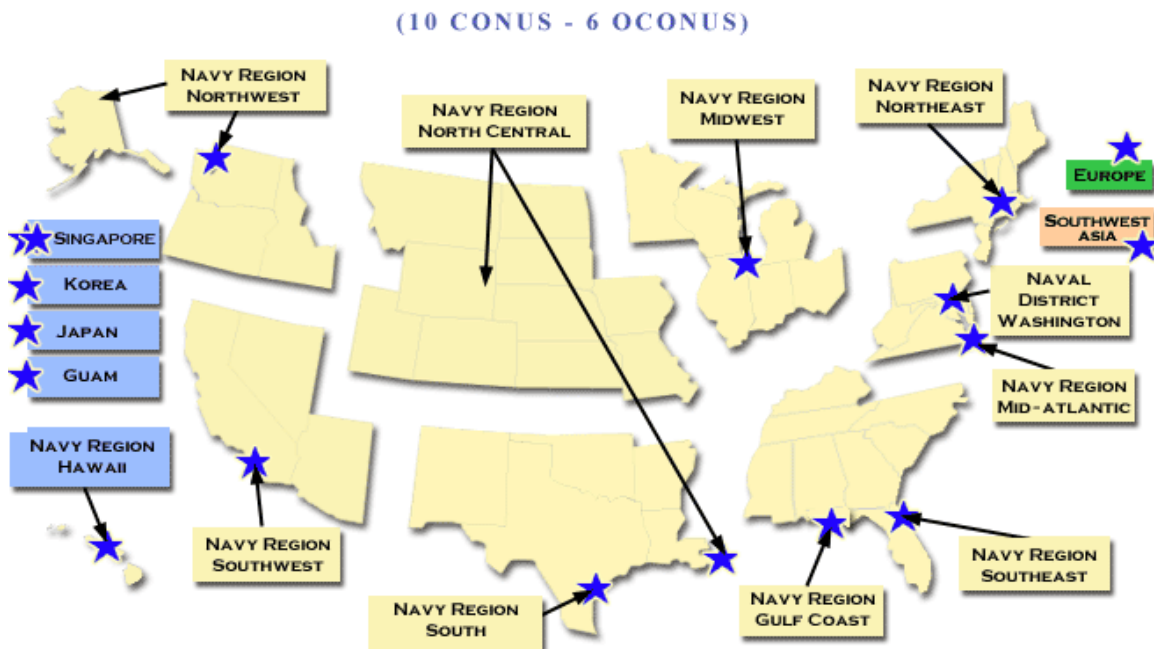 (10 CONUS - 6 OCONUS)
NAVY REGION
NORTHWEST
NAVY REGION
NORTH CENTRAL
NAVY REGION
MIDWEST
NAVY REGION
NORTHEAST
EUROPE
SOUTHWEST
ASIA
SINGAPORE
KOREA
JAPAN
GUAM
NAVAL
DISTRICT
WASHINGTON
NAVY REGION
MID-ATLANTIC
NAVY REGION
HAWAII
NAVY REGION
SOUTHWEST
NAVY REGION
SOUTH
NAVY REGION
GULF COAST
NAVY REGION
SOUTHEAST